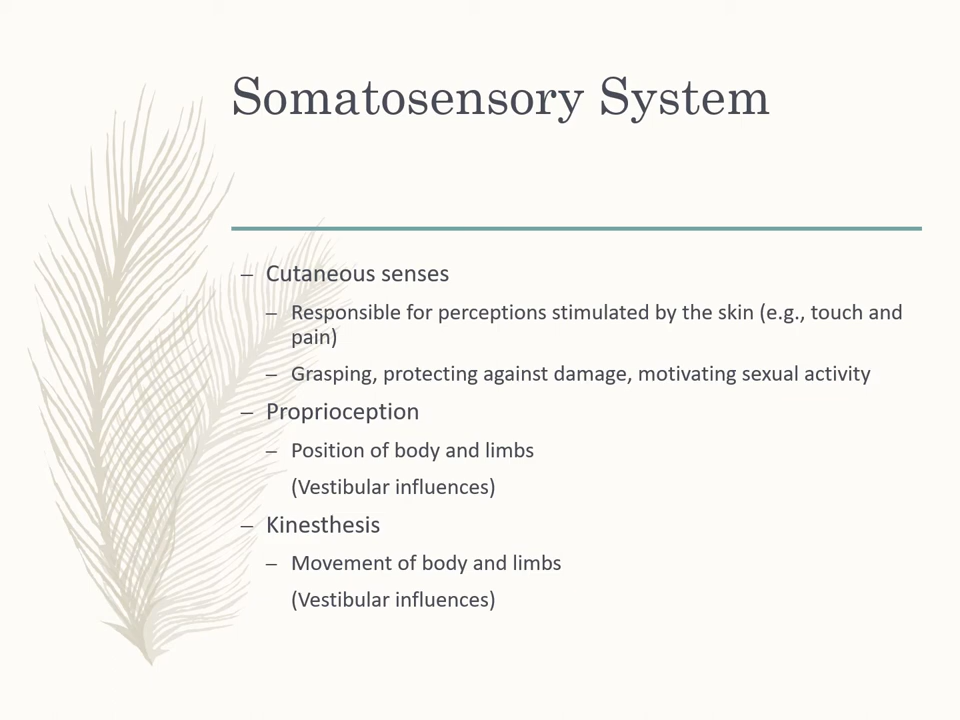 Somatosensory System
– Cutaneous senses
– Responsible for perceptions stimulated by the skin (e.g., touch and
pain)
– Grasping, protecting against damage, motivating sexual activity
– Proprioception
– Position of body and limbs
(Vestibular influences)
– Kinesthesis
– Movement of body and limbs
(Vestibular influences)